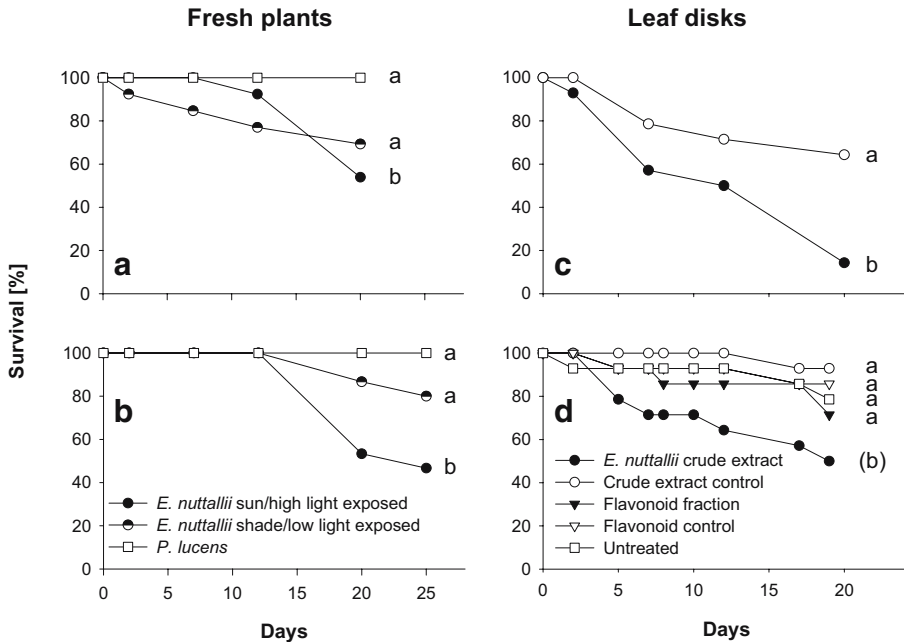 Fresh plants
Leaf disks
Survival [%]
100
80
60
40
20
0
a
a
a
b
100
80
60
40
20
0
c
a
b
100
80
60
40
20
0
b
a
a
b
E. nuttallii sun/high light exposed
E. nuttallii shade/low light exposed
P. lucens
0 5 10 15 20 25
Days
100
80
60
40
20
0
d
a
a
a
a
(b)
E. nuttallii crude extract
Crude extract control
Flavonoid fraction
Flavonoid control
Untreated
0 5 10 15 20
Days